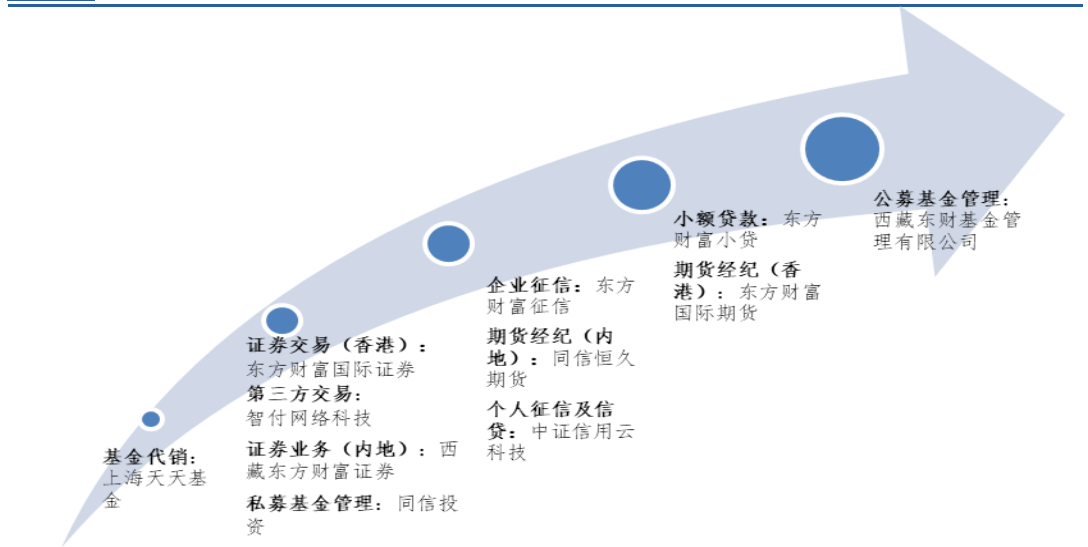 基金代销：
上海天天基
金
证券交易（香港）：
东方财富国际证券
第三方交易：
智付网络科技
证券业务（内地）：西
藏东方财富证券
私募基金管理：同信投
资
企业征信：东方
财富征信
期货经纪（内
地）：同信恒久
期货
个人征信及信
贷：中证信用云
科技
小额贷款：东方
财富小贷
期货经纪（香
港）：东方财富
国际期货
公募基金管理：
西藏东财基金管
理有限公司